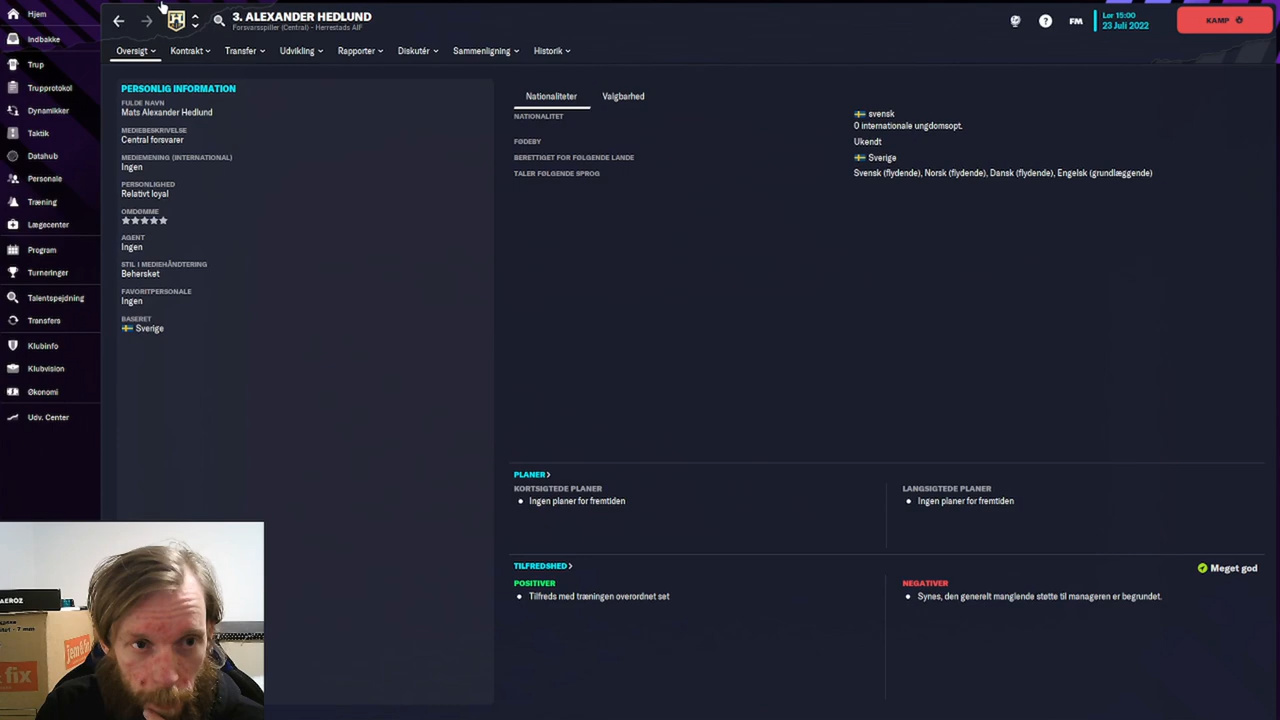 Hjem
Indbakke
Trup
Trupprotokol
Dynamikker
Taktik
Datahub
Personale
Træning
Lægecenter
Program
Turneringer
Talentspejdning
Transfers
Klubinfo
Klubvision
Økonomi
Udv. Center
3. ALEXANDER HEDLUND
Forsvarsspiller (Central) - Herrestads AIF
FM
Lør 15:00
23 Juli 2022
KAMP
Oversigt
Kontrakt
Transfer
Udvikling
Rapporter
Diskutér
Sammenligning
Historik
PERSONLIG INFORMATION
FULDE NAVN
Mats Alexander Hedlund
MEDIEBESKRIVELSE
Central forsvarer
MEDIEMENING (INTERNATIONAL)
Ingen
PERSONLIGHED
Relativt loyal
OMDØMME
AGENT
Ingen
STIL I MEDIEHÅNDTERING
Behersket
FAVORITPERSONALE
Ingen
BASERET
Sverige
Nationaliteter
Valgbarhed
NATIONALITET
svensk
0 internationale ungdomsopt.
FØDEBY
Ukendt
BERETTIGET FOR FØLGENDE LANDE
Sverige
TALER FØLGENDE SPROG
Svensk (flydende), Norsk (flydende), Dansk (flydende), Engelsk (grundlæggende)
PLANER
KORTSIGTEDE PLANER
Ingen planer for fremtiden
LANGSIGTEDE PLANER
Ingen planer for fremtiden
TILFREDSHED
Meget god
POSITIVER
Tilfreds med træningen overordnet set
NEGATIVER
Synes, den generelt manglende støtte til manageren er begrundet.
AEROZ
jem&fix
fix